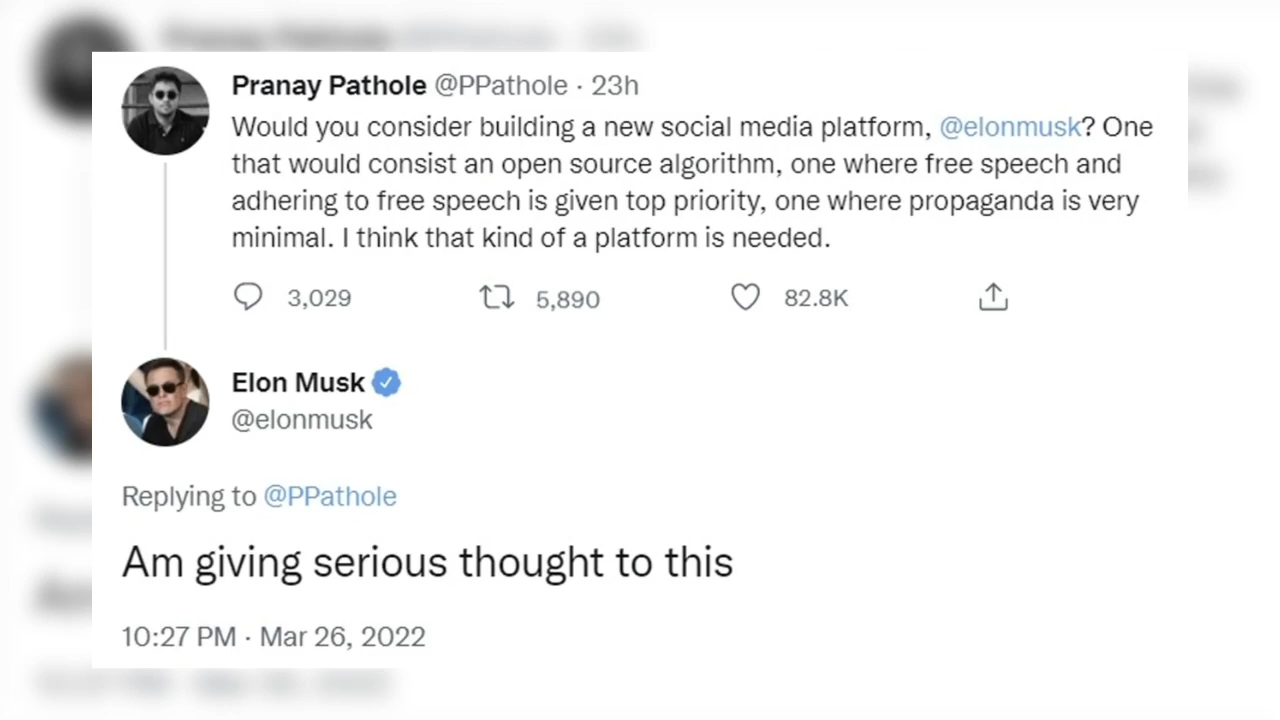 Pranay Pathole @PPathole · 23h
Would you consider building a new social media platform, @elonmusk? One
that would consist an open source algorithm, one where free speech and
adhering to free speech is given top priority, one where propaganda is very
minimal. I think that kind of a platform is needed.
3,029 5,890 82.8K
Elon Musk
@elonmusk
Replying to @PPathole
Am giving serious thought to this
10:27 PM · Mar 26, 2022